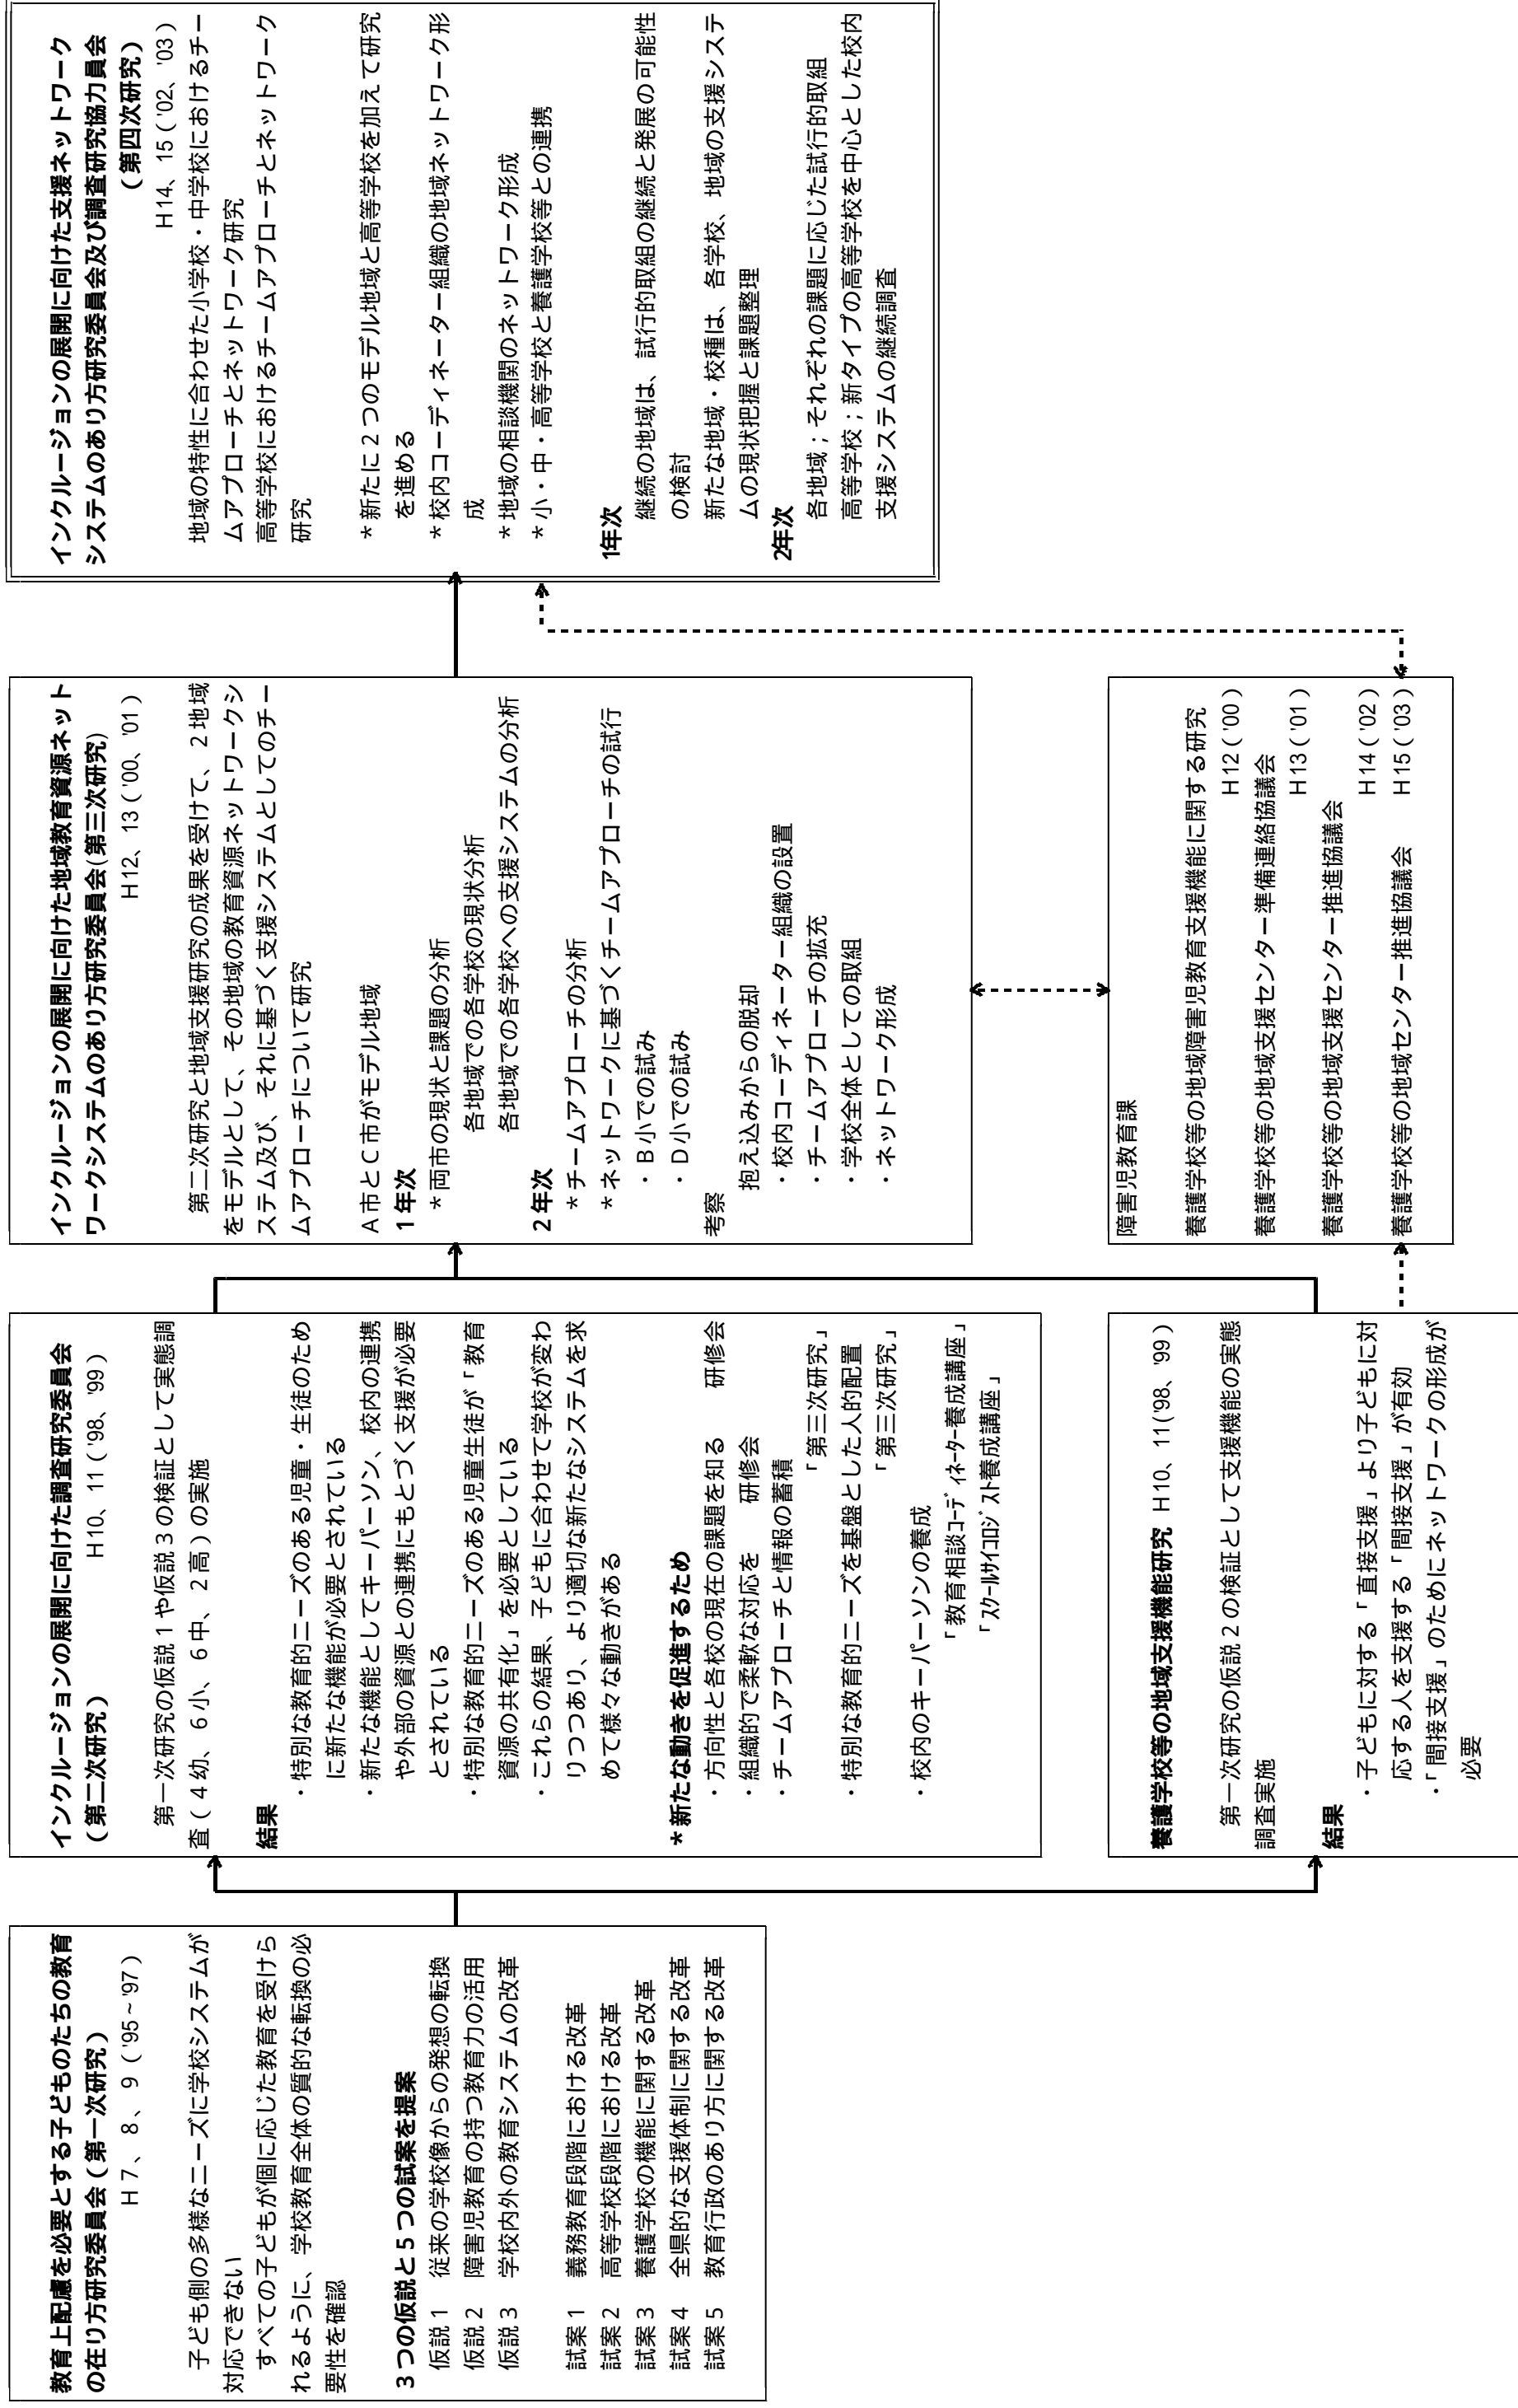 教育上配慮を必要とする子どものたちの教育
の在り方研究委員会（第一次研究）
H７、８、９（'95～'97）
子ども側の多様なニーズに学校システムが
対応できない
すべての子どもが個に応じた教育を受けら
れるように、学校教育全体の質的な転換の必
要性を確認
３つの仮説と５つの試案を提案
仮説１　従来の学校像からの発想の転換
仮説２　障害児教育の持つ教育力の活用
仮説３　学校内外の教育システムの改革
試案１　義務教育段階における改革
試案２　高等学校段階における改革
試案３　養護学校の機能に関する改革
試案４　全県的な支援体制に関する改革
試案５　教育行政のあり方に関する改革
インクルージョンの展開に向けた調査研究委員会
（第二次研究）　H10、11（'98、'99）
第一次研究の仮説１や仮説３の検証として実態調
査（４幼、６小、６中、２高）の実施
結果
・特別な教育的ニーズのある児童・生徒のため
に新たな機能が必要とされている
・新たな機能としてキーパーソン、校内の連携
や外部の資源との連携にもとづく支援が必要
とされている
・特別な教育的ニーズのある児童生徒が「教育
資源の共有化」を必要としている
・これらの結果、子どもに合わせて学校が変わ
りつつあり、より適切な新たなシステムを求
めて様々な動きがある
＊新たな動きを促進するため
・方向性と各校の現在の課題を知る　研修会
・組織的で柔軟な対応を　研修会
・チームアプローチと情報の蓄積
「第三次研究」
・特別な教育的ニーズを基盤とした人的配置
「第三次研究」
・校内のキーパーソンの養成
「教育相談ｺｰﾃﾞｨﾈｰﾀｰ養成講座」
「ｽｸｰﾙｻｲｺﾛｼﾞｽﾄ養成講座」
養護学校等の地域支援機能研究　H10、11('98、'99）
第一次研究の仮説２の検証として支援機能の実態
調査実施
結果
・子どもに対する「直接支援」より子どもに対
応する人を支援する「間接支援」が有効
・「間接支援」のためにネットワークの形成が
必要
インクルージョンの展開に向けた地域教育資源ネット
ワークシステムのあり方研究委員会(第三次研究)
H12、13（'00、'01）
第二次研究と地域支援研究の成果を受けて、２地域
をモデルとして、その地域の教育資源ネットワークシ
ステム及び、それに基づく支援システムとしてのチー
ムアプローチについて研究
Ａ市とＣ市がモデル地域
１年次
＊両市の現状と課題の分析
各地域での各学校の現状分析
各地域での各学校への支援システムの分析
２年次
＊チームアプローチの分析
＊ネットワークに基づくチームアプローチの試行
・Ｂ小での試み
・Ｄ小での試み
考察
抱え込みからの脱却
・校内コーディネーター組織の設置
・チームアプローチの拡充
・学校全体としての取組
・ネットワーク形成
障害児教育課
養護学校等の地域障害児教育支援機能に関する研究
H12（'00）
養護学校等の地域支援センター準備連絡協議会
H13（'01）
養護学校等の地域支援センター推進協議会
H14（'02）
養護学校等の地域センター推進協議会　H15（'03）
インクルージョンの展開に向けた支援ネットワーク
システムのあり方研究委員会及び調査研究協力員会
（第四次研究）
H14、15（'02、'03）
地域の特性に合わせた小学校・中学校におけるチー
ムアプローチとネットワーク研究
高等学校におけるチームアプローチとネットワーク
研究
＊新たに２つのモデル地域と高等学校を加えて研究
を進める
＊校内コーディネーター組織の地域ネットワーク形
成
＊地域の相談機関のネットワーク形成
＊小・中・高等学校と養護学校等との連携
1年次
継続の地域は、試行的取組の継続と発展の可能性
の検討
新たな地域・校種は、各学校、地域の支援システ
ムの現状把握と課題整理
2年次
各地域；それぞれの課題に応じた試行的取組
高等学校；新タイプの高等学校を中心とした校内
支援システムの継続調査